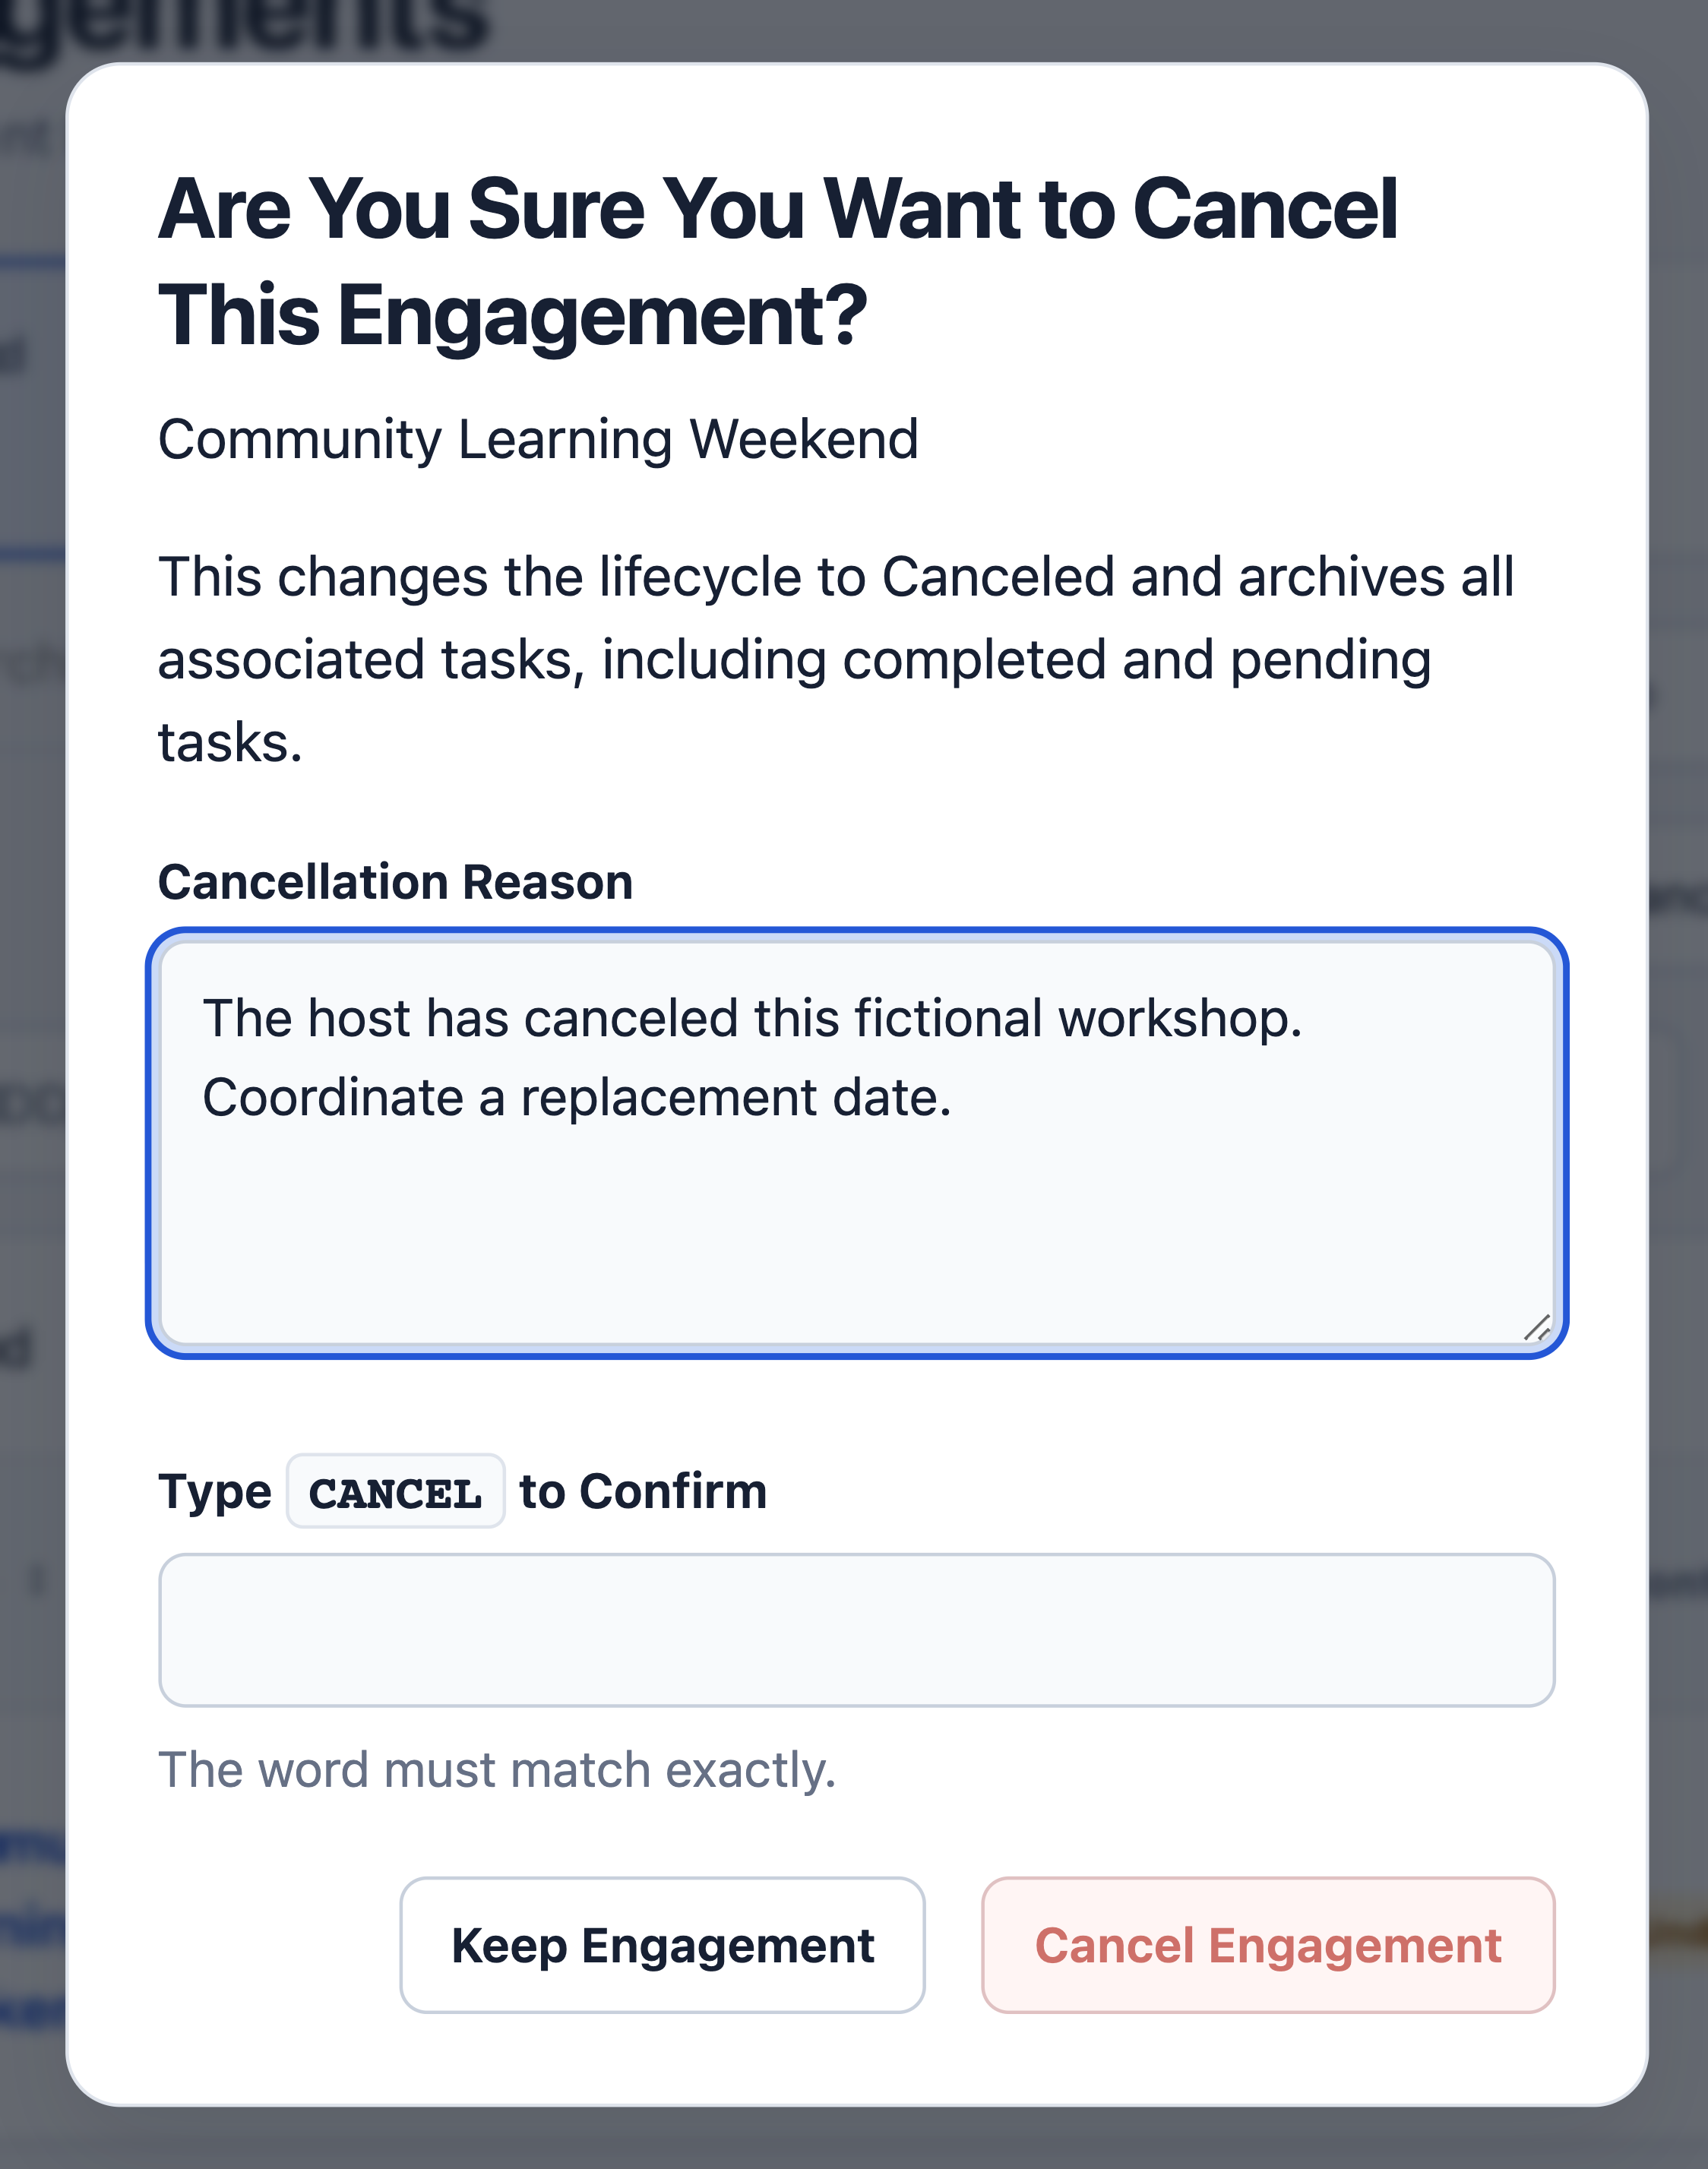 Are You Sure You Want to Cancel
This Engagement?
Community Learning Weekend
This changes the lifecycle to Canceled and archives all
associated tasks, including completed and pending
tasks.
Cancellation Reason
The host has canceled this fictional workshop.
Coordinate a replacement date.
Type CANCEL to Confirm
The word must match exactly.
Keep Engagement
Cancel Engagement